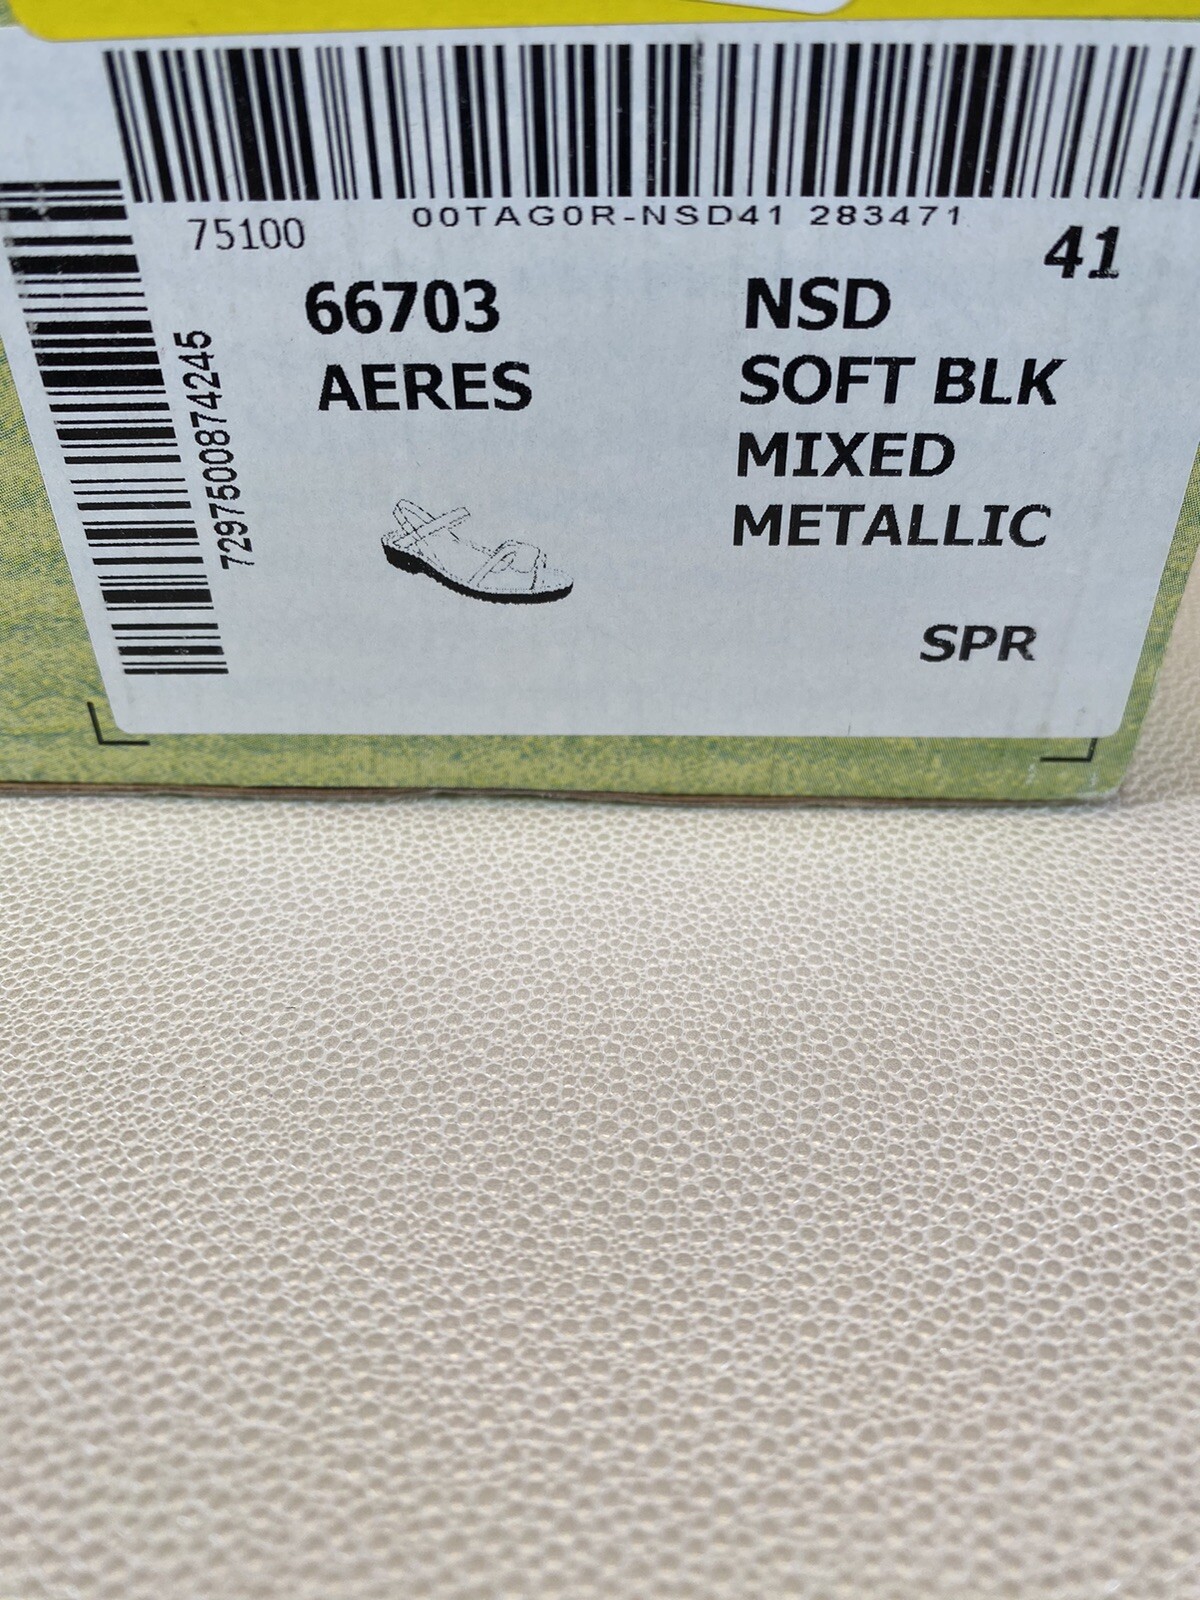 00TAG0R-NSD41 283471
75100
41
66703
NSD
AERES
SOFT BLK
MIXED
METALLIC
SPR
7297500874245